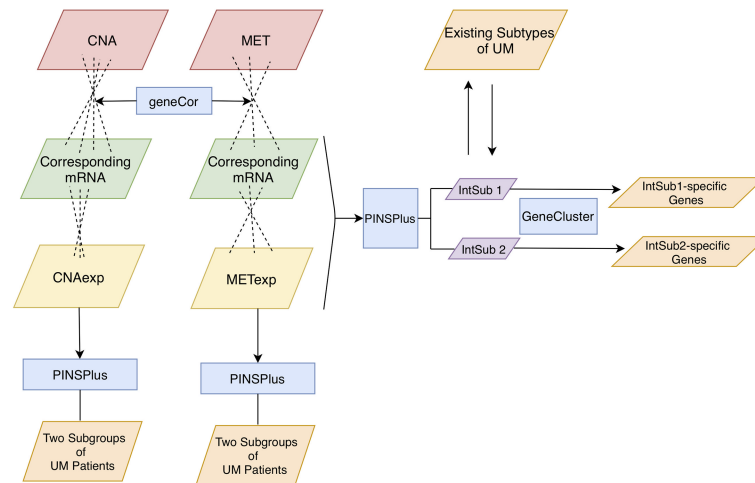 CNA
MET
Existing Subtypes
of UM
geneCor
Corresponding
mRNA
Corresponding
mRNA
PINSPlus
IntSub 1
IntSub 2
GeneCluster
IntSub1-specific
Genes
IntSub2-specific
Genes
CNAexp
METexp
PINSPlus
PINSPlus
Two Subgroups
of
UM Patients
Two Subgroups
of
UM Patients